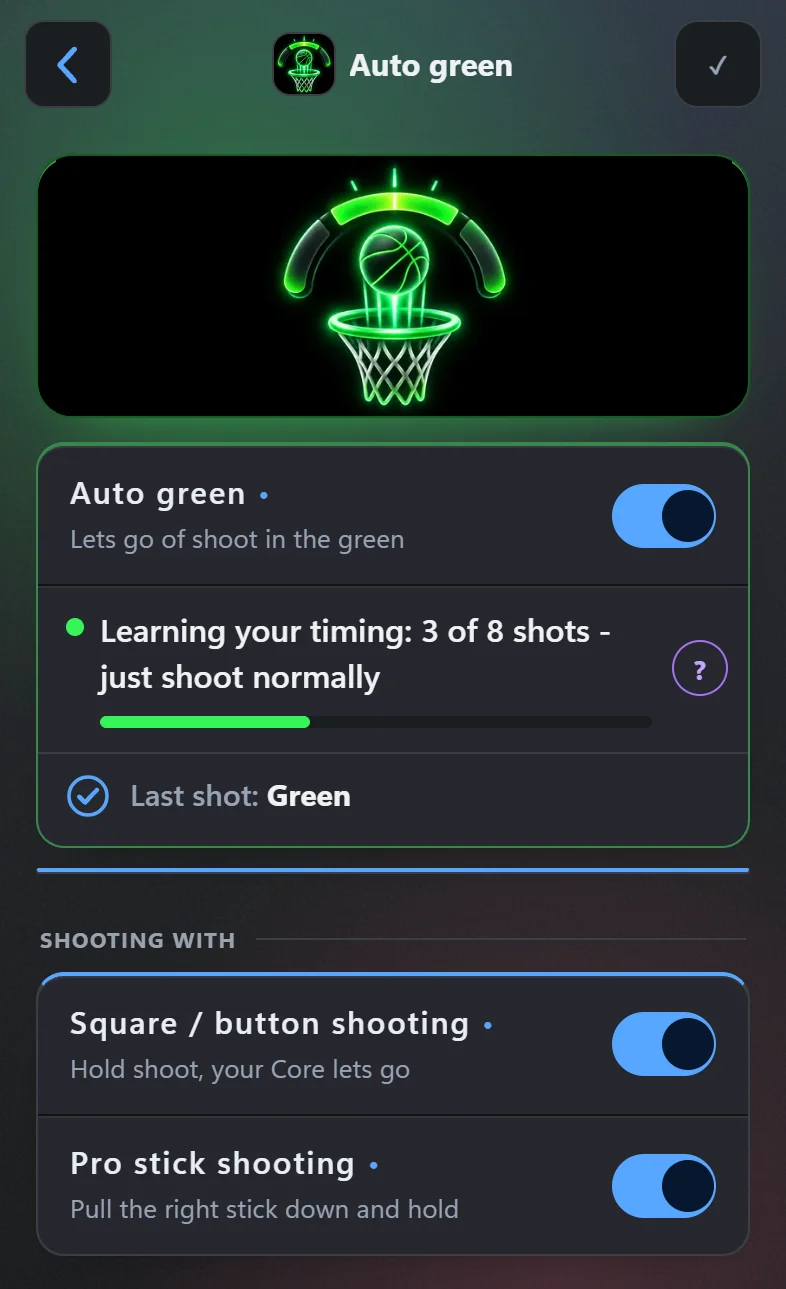 Auto green
✓
Auto green •
Lets go of shoot in the green
Learning your timing: 3 of 8 shots -
just shoot normally
?
Last shot: Green
SHOOTING WITH
Square / button shooting •
Hold shoot, your Core lets go
Pro stick shooting •
Pull the right stick down and hold